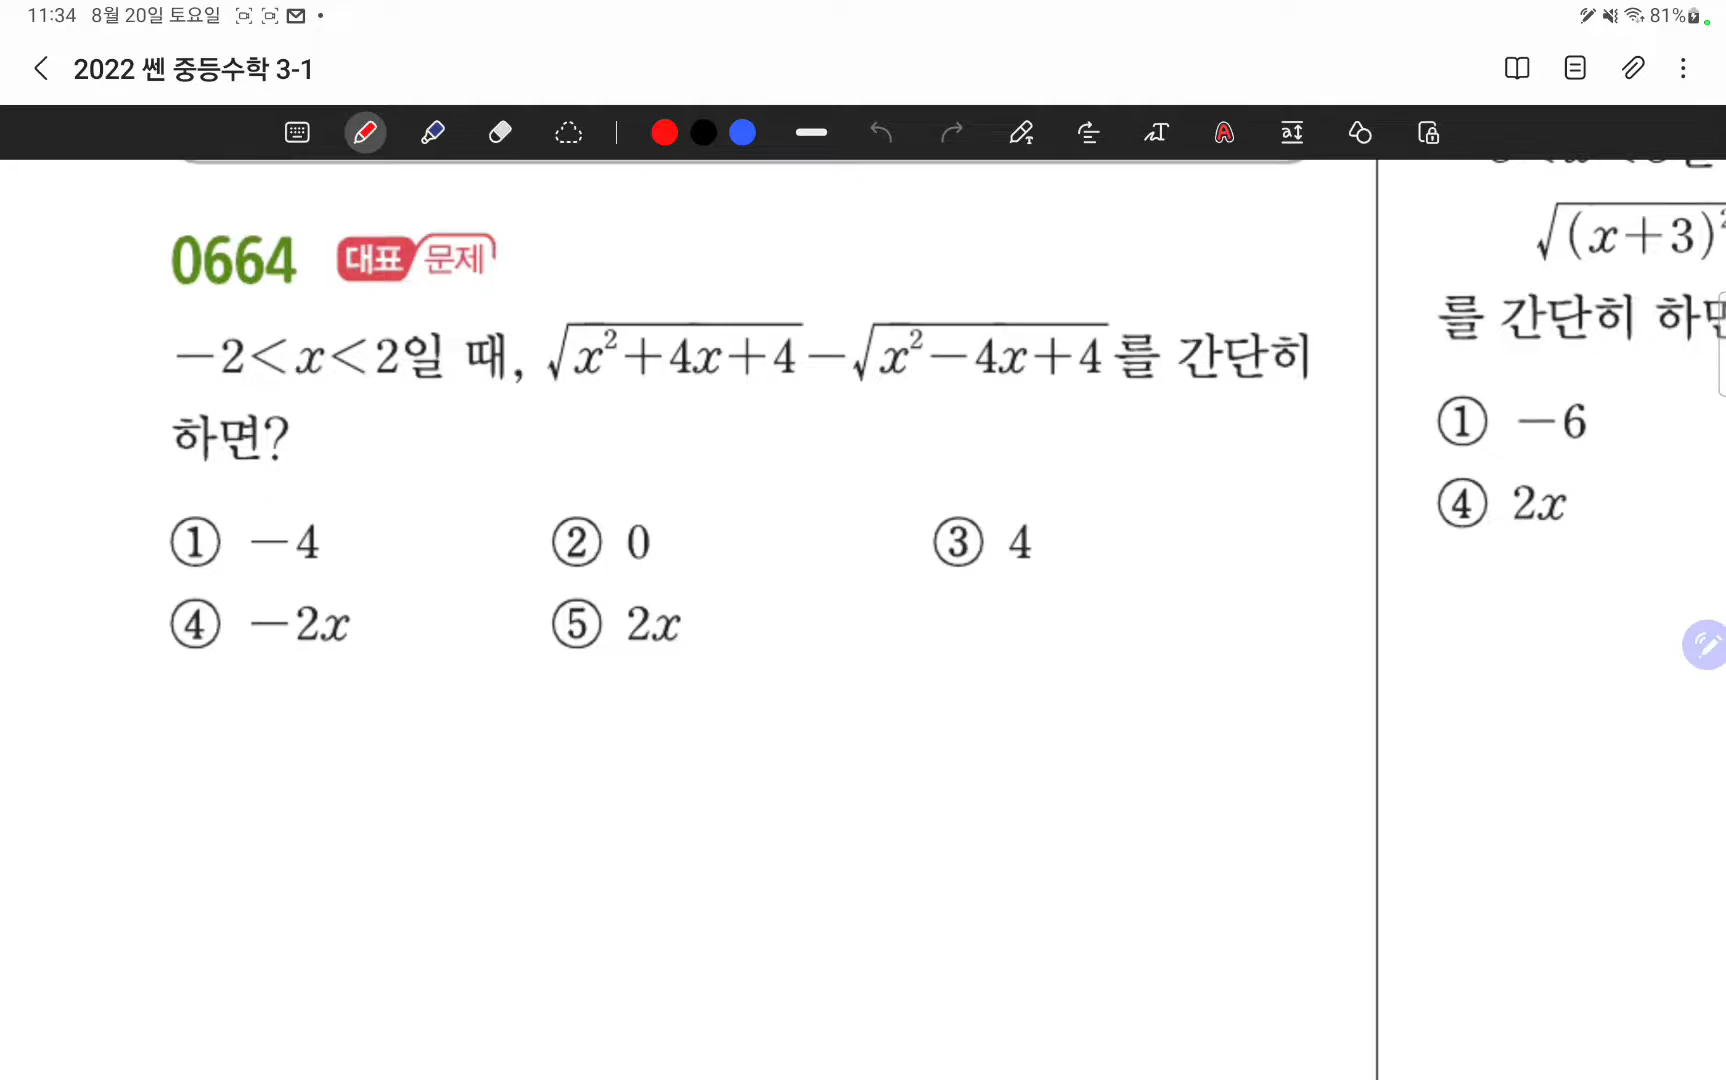 11:34 8월 20일 토요일
81%
2022 쎈 중등수학 3-1
0664 대표 문제
-2<x<2일 때, √(x²+4x+4)-√(x²-4x+4)를 간단히
하면?
① -4 ② 0 ③ 4
④ -2x ⑤ 2x
√(x+3)
를 간단히 하면
① -6
④ 2x